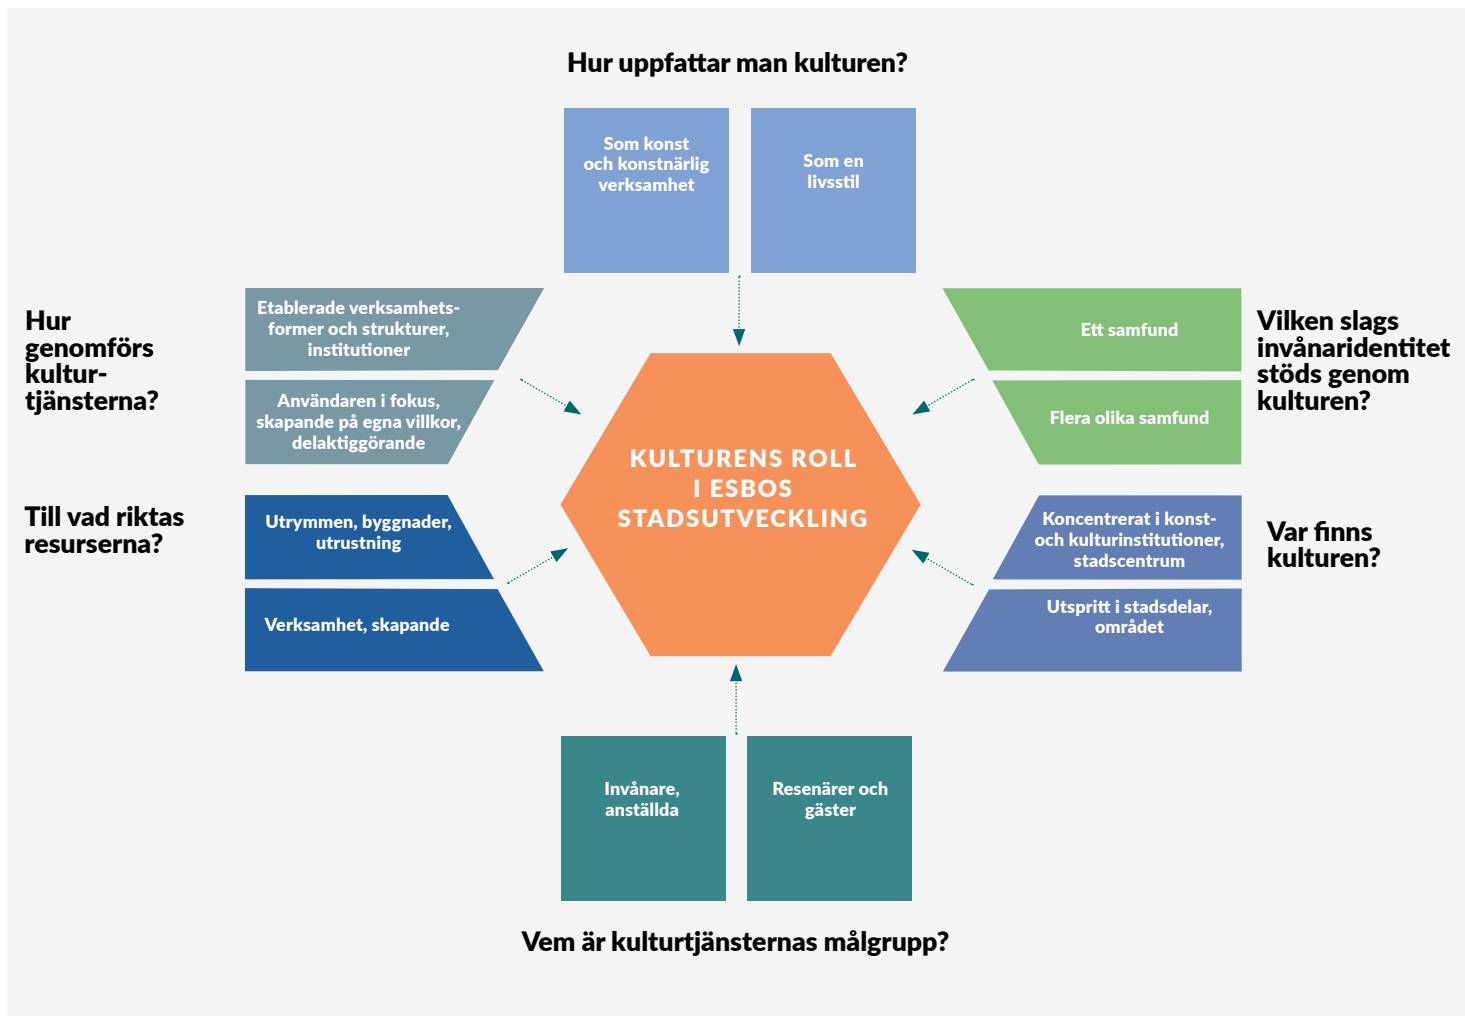 Hur uppfattar man kulturen?
Som konst
och konstnärlig
verksamhet
Som en
livsstil
Hur
genomförs
kultur-
tjänsterna?
Etablerade verksamhets-
former och strukturer,
institutioner
Användaren i fokus,
skapande på egna villkor,
delaktiggörande
Ett samfund
Flera olika samfund
Vilken slags
invånaridentitet
stöds genom
kulturen?
KULTURENS ROLL
I ESBOS
STADSUTVECKLING
Till vad riktas
resurserna?
Utrymmen, byggnader,
utrustning
Verksamhet, skapande
Koncentrerat i konst-
och kulturinstitutioner,
stadscentrum
Utspritt i stadsdelar,
området
Var finns
kulturen?
Invånare,
anställda
Resenärer och
gäster
Vem är kulturtjänsternas målgrupp?